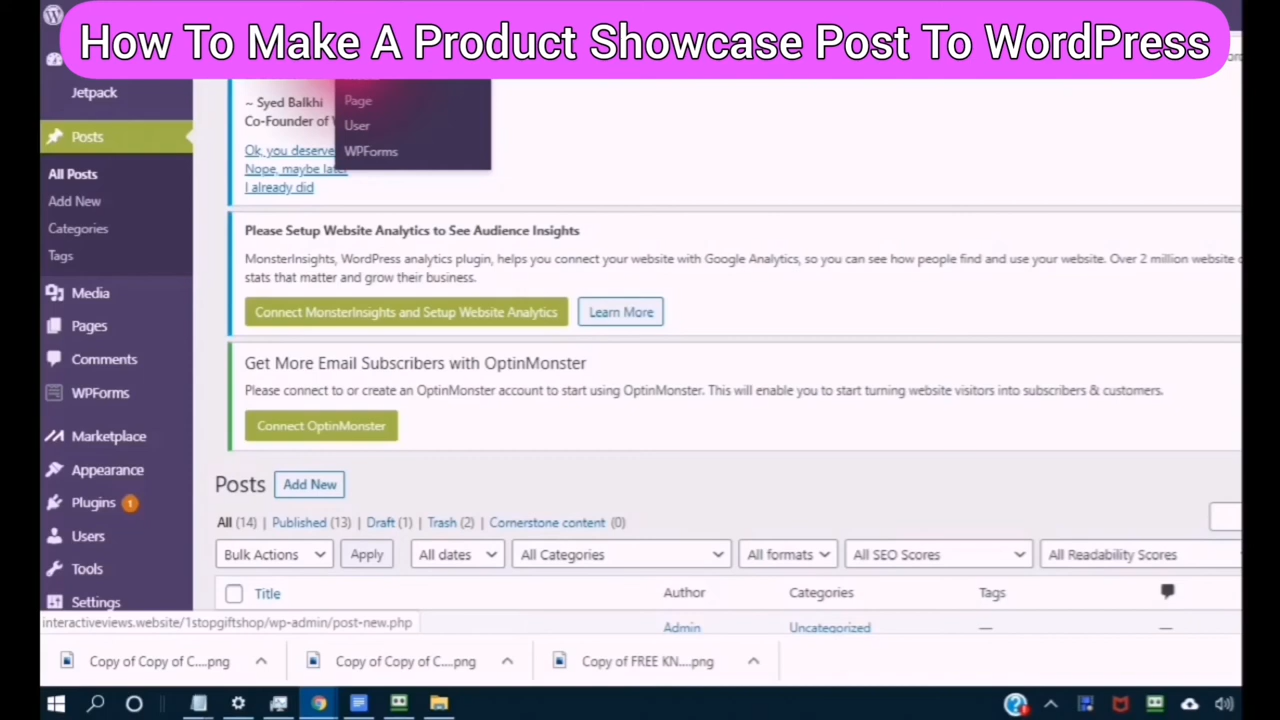 How To Make A Product Showcase Post To WordPress
Jetpack
Posts
All Posts
Add New
Categories
Tags
Media
Pages
Comments
WPForms
Marketplace
Appearance
Plugins 1
Users
Tools
Settings
~ Syed Balkhi
Co-Founder of
Ok, you deserve
Nope, maybe later
I already did
Page
User
WPForms
Please Setup Website Analytics to See Audience Insights
MonsterInsights, WordPress analytics plugin, helps you connect your website with Google Analytics, so you can see how people find and use your website. Over 2 million website
stats that matter and grow their business.
Connect MonsterInsights and Setup Website Analytics Learn More
Get More Email Subscribers with OptinMonster
Please connect to or create an OptinMonster account to start using OptinMonster. This will enable you to start turning website visitors into subscribers & customers.
Connect OptinMonster
Posts Add New
All (14) | Published (13) | Draft (1) | Trash (2) | Cornerstone content (0)
Bulk Actions Apply All dates All Categories All formats All SEO Scores All Readability Scores
Title Author Categories Tags
Admin Uncategorized — —
interactiveviews.website/1stopgiftshop/wp-admin/post-new.php
Copy of Copy of C....png Copy of Copy of C....png Copy of FREE KN....png